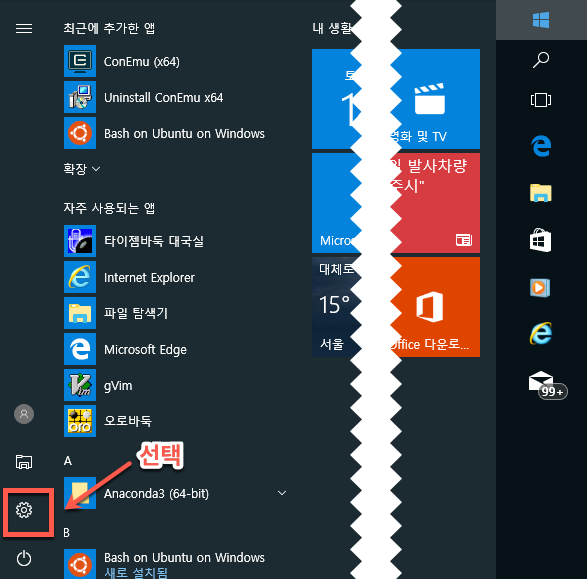 최근에 추가한 앱
ConEmu (x64)
Uninstall ConEmu x64
Bash on Ubuntu on Windows
확장
자주 사용되는 앱
타이젬바둑 대국실
Internet Explorer
파일 탐색기
Microsoft Edge
gVim
오로바둑
A
Anaconda3 (64-bit)
B
Bash on Ubuntu on Windows
새로 설치됨
선택
내 생활
1
영화 및 TV
발사차량
주시"
Micro
대체로
15°
서울
Office 다운로...
99+